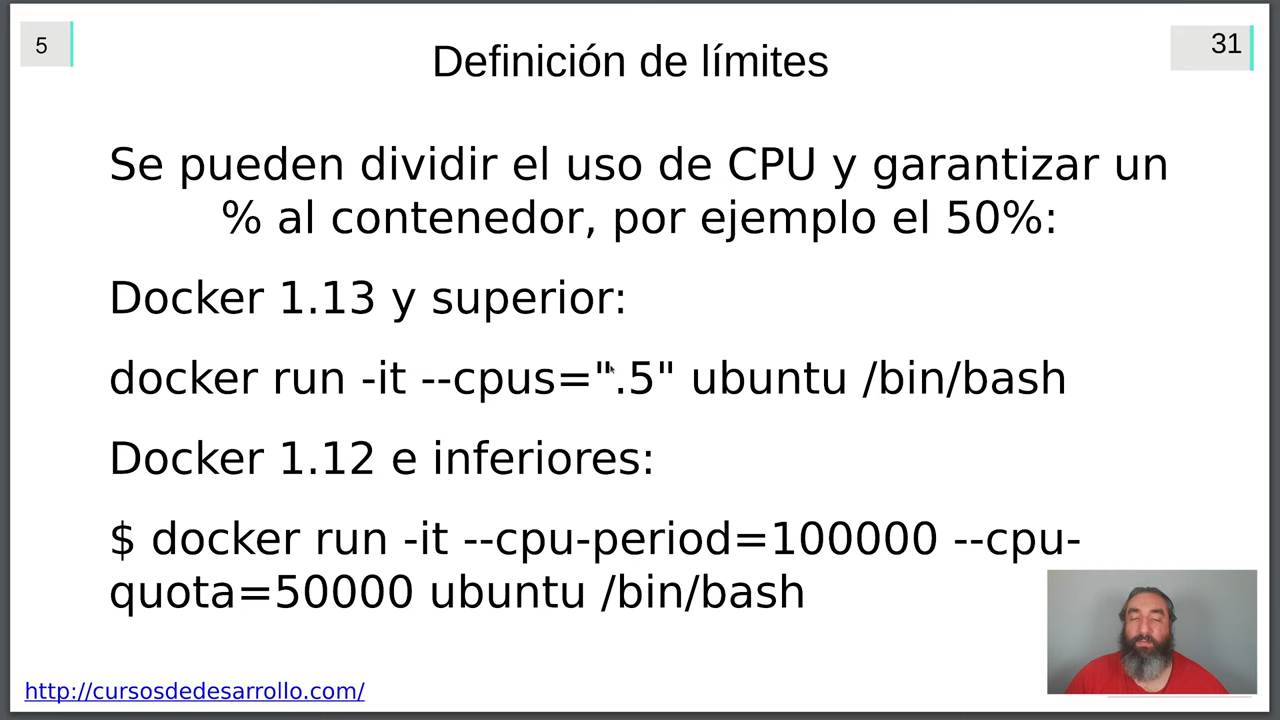 5
31
Definición de límites
Se pueden dividir el uso de CPU y garantizar un
% al contenedor, por ejemplo el 50%:
Docker 1.13 y superior:
docker run -it --cpus=".5" ubuntu /bin/bash
Docker 1.12 e inferiores:
$ docker run -it --cpu-period=100000 --cpu-
quota=50000 ubuntu /bin/bash
http://cursosdedesarrollo.com/